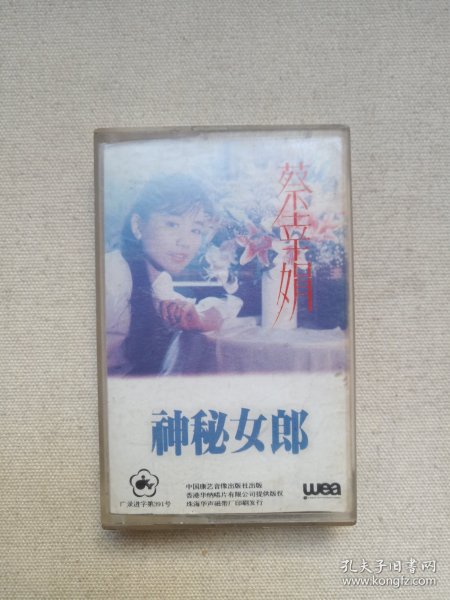 蔡幸娟
神秘女郎
中国康艺音像出版社出版
香港华纳唱片有限公司提供版权
珠海华声磁带厂印刷发行
广录进字第391号
wea
孔夫子旧书网
www.kongfz.com